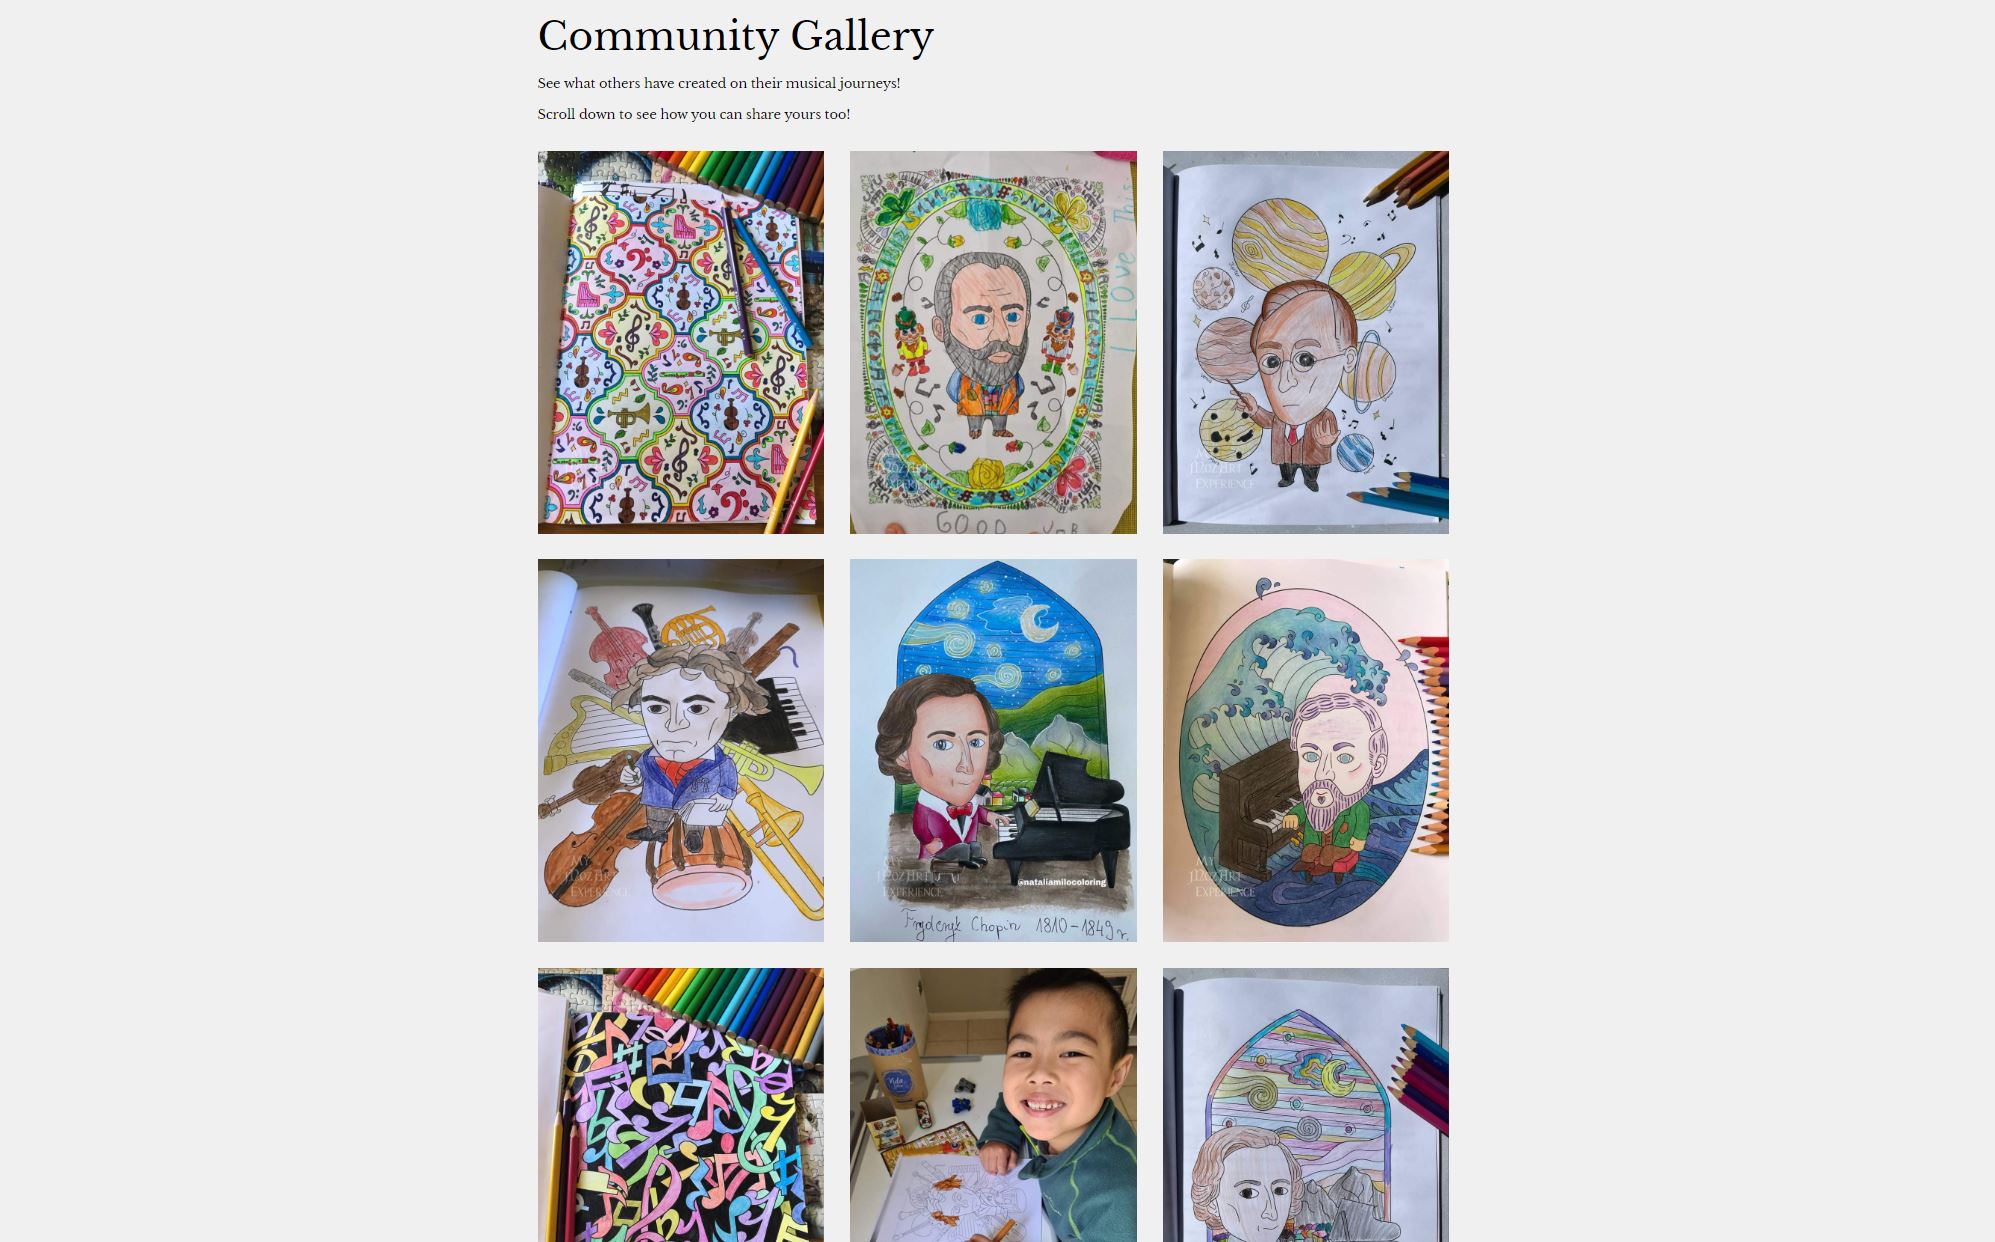 Community Gallery
See what others have created on their musical journeys!
Scroll down to see how you can share yours too!
I LOve This.
MY
MOZART
EXPERIENCE
GOOD
MY
MOZART
EXPERIENCE
MY
MOZART
EXPERIENCE
MY
MOZART
EXPERIENCE
@nataliamilocoloring
Fryderyk Chopin 1810-1849 r.
MY
MOZART
EXPERIENCE
Vida